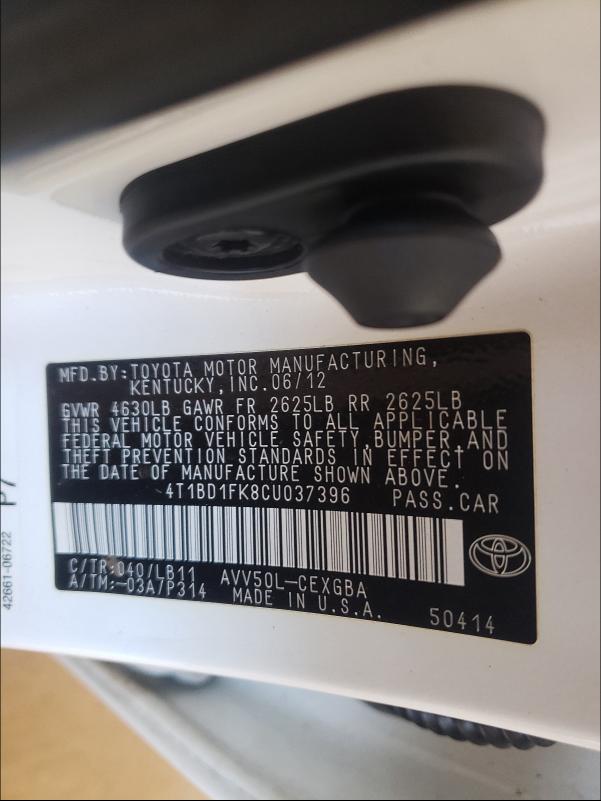 MFD.BY:TOYOTA MOTOR MANUFACTURING,
KENTUCKY,INC.06/12
GVWR 4630LB GAWR FR 2625LB RR 2625LB
THIS VEHICLE CONFORMS TO ALL APPLICABLE
FEDERAL MOTOR VEHICLE SAFETY,BUMPER,AND
THEFT PREVENTION STANDARDS IN EFFECT ON
THE DATE OF MANUFACTURE SHOWN ABOVE.
4T1BD1FK8CU037396 PASS.CAR
C/TR:040/LB11 AVV50L-CEXGBA
A/TM:-03A/P314 MADE IN U.S.A. 50414
42661-06722